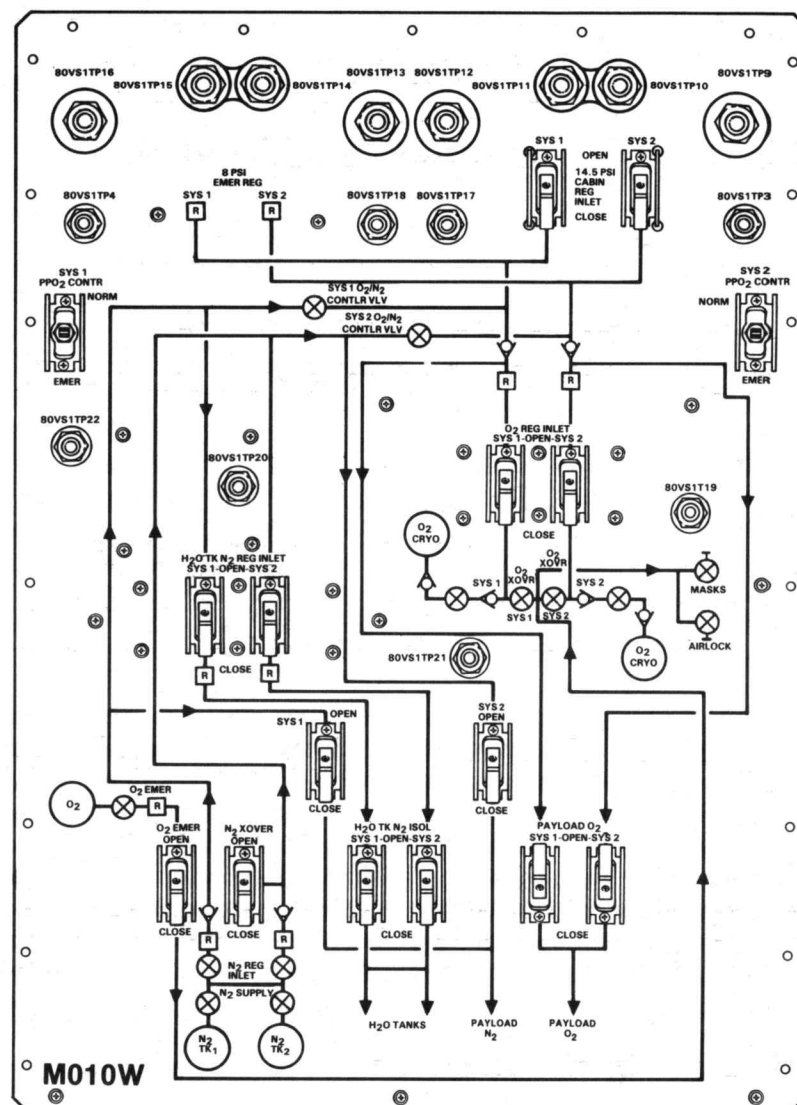 80VS1TP16
80VS1TP15
80VS1TP14
80VS1TP13
80VS1TP12
80VS1TP11
80VS1TP10
80VS1TP9
SYS 1
SYS 2
OPEN
14.5 PSI
CABIN
REG
INLET
CLOSE
8 PSI
EMER REG
SYS 1
SYS 2
R
R
80VS1TP4
80VS1TP18
80VS1TP17
80VS1TP3
SYS 1
PPO2 CONTR
NORM
EMER
SYS 1 O2/N2
CONTLR VLV
SYS 2 O2/N2
CONTLR VLV
SYS 2
PPO2 CONTR
NORM
EMER
R
R
80VS1TP22
80VS1TP20
O2 REG INLET
SYS 1-OPEN-SYS 2
CLOSE
80VS1T19
O2
CRYO
H2O TK N2 REG INLET
SYS 1-OPEN-SYS 2
CLOSE
R
R
SYS 1
O2
XOVR
SYS 1
O2
XOVR
SYS 2
SYS 2
MASKS
AIRLOCK
O2
CRYO
80VS1TP21
SYS 1
OPEN
CLOSE
SYS 2
OPEN
CLOSE
O2
O2 EMER
R
O2 EMER
OPEN
CLOSE
N2 XOVER
OPEN
CLOSE
H2O TK N2 ISOL
SYS 1-OPEN-SYS 2
CLOSE
PAYLOAD O2
SYS 1-OPEN-SYS 2
CLOSE
R
R
N2 REG
INLET
N2 SUPPLY
N2
TK1
N2
TK2
H2O TANKS
PAYLOAD
N2
PAYLOAD
O2
M010W